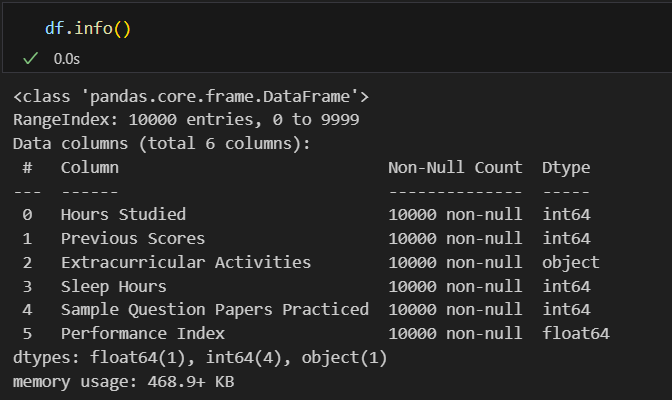 df.info()
0.0s
<class 'pandas.core.frame.DataFrame'>
RangeIndex: 10000 entries, 0 to 9999
Data columns (total 6 columns):
 #   Column                            Non-Null Count  Dtype
---  ------                            --------------  -----
 0   Hours Studied                     10000 non-null  int64
 1   Previous Scores                   10000 non-null  int64
 2   Extracurricular Activities        10000 non-null  object
 3   Sleep Hours                       10000 non-null  int64
 4   Sample Question Papers Practiced  10000 non-null  int64
 5   Performance Index                 10000 non-null  float64
dtypes: float64(1), int64(4), object(1)
memory usage: 468.9+ KB